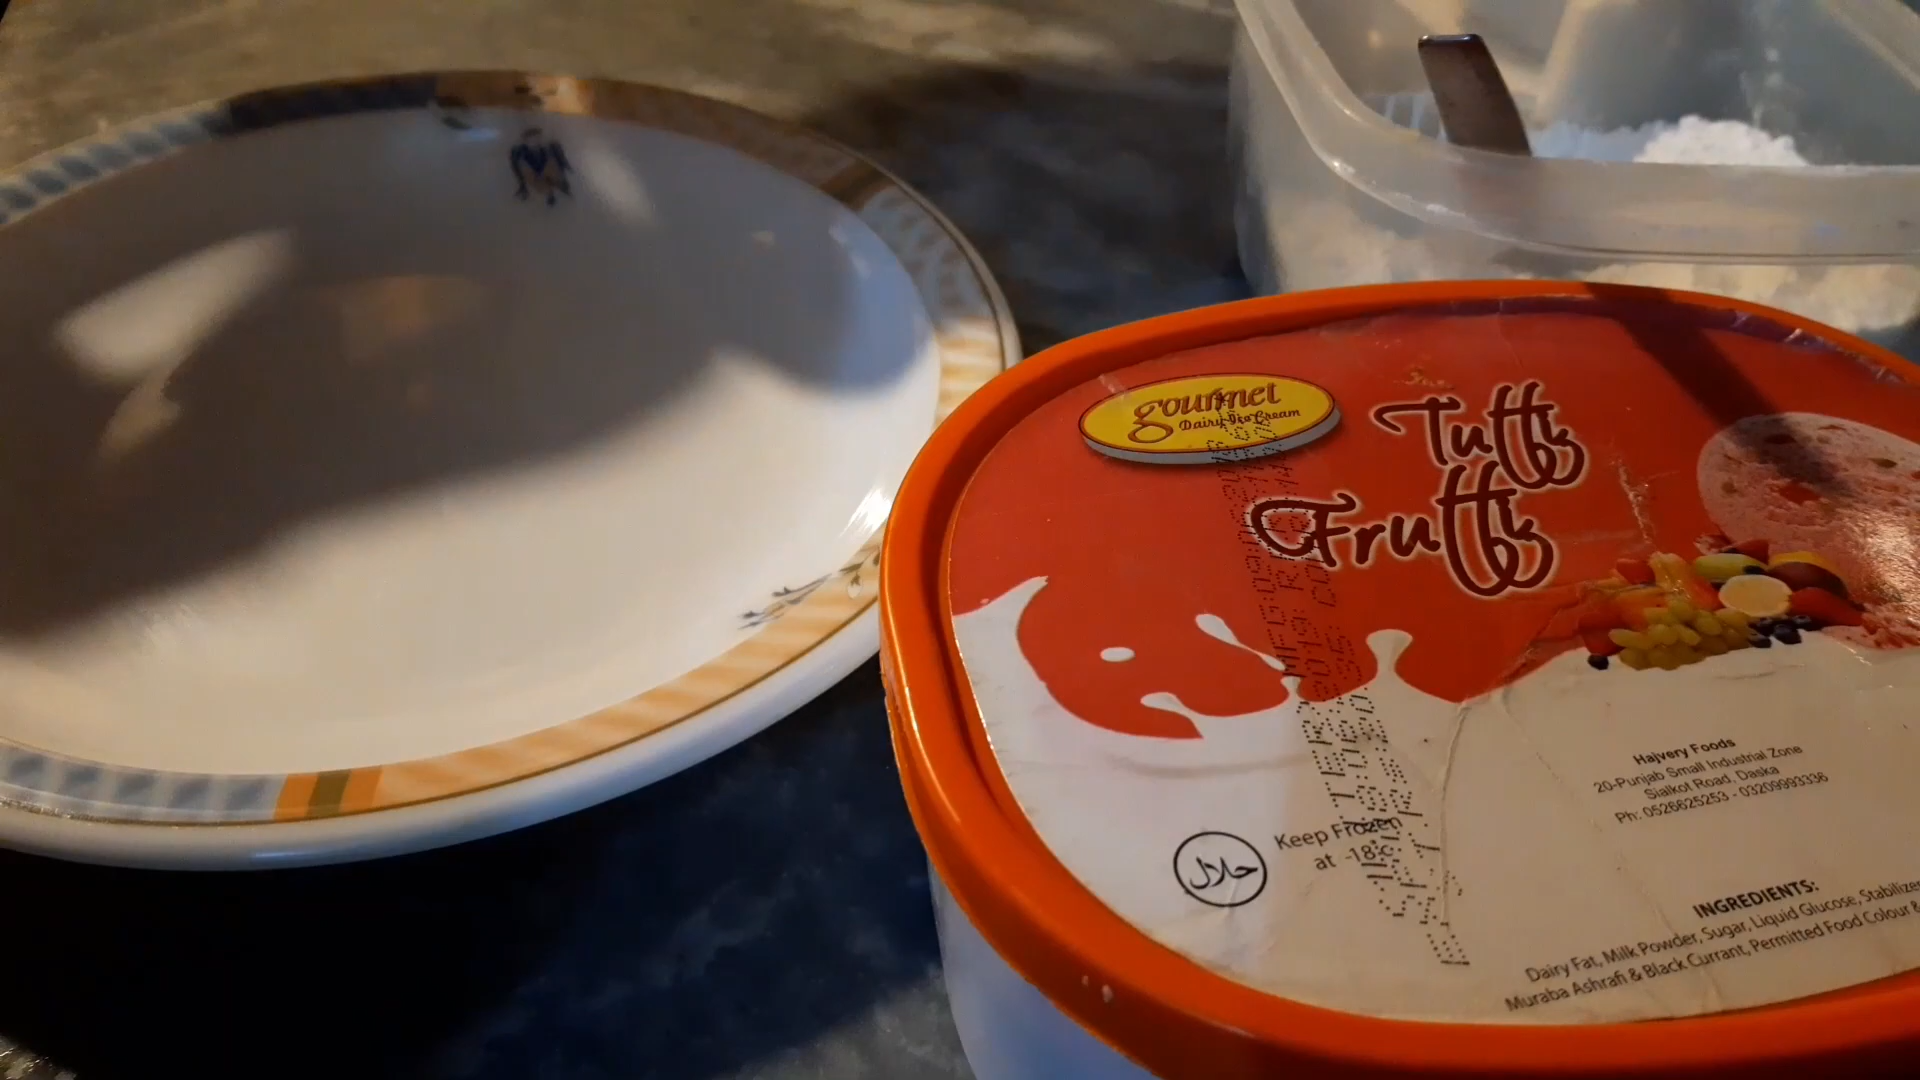 gourmet
Dairy Ice Cream
Tutti
Frutti
Hajvery Foods
20-Punjab Small Industrial Zone
Sialkot Road, Daska
Ph: 0526625253 - 03209993336
حلال
Keep Frozen
at -18°c
INGREDIENTS:
Dairy Fat, Milk Powder, Sugar, Liquid Glucose, Stabilizer
Muraba Ashrafi & Black Currant, Permitted Food Colour &